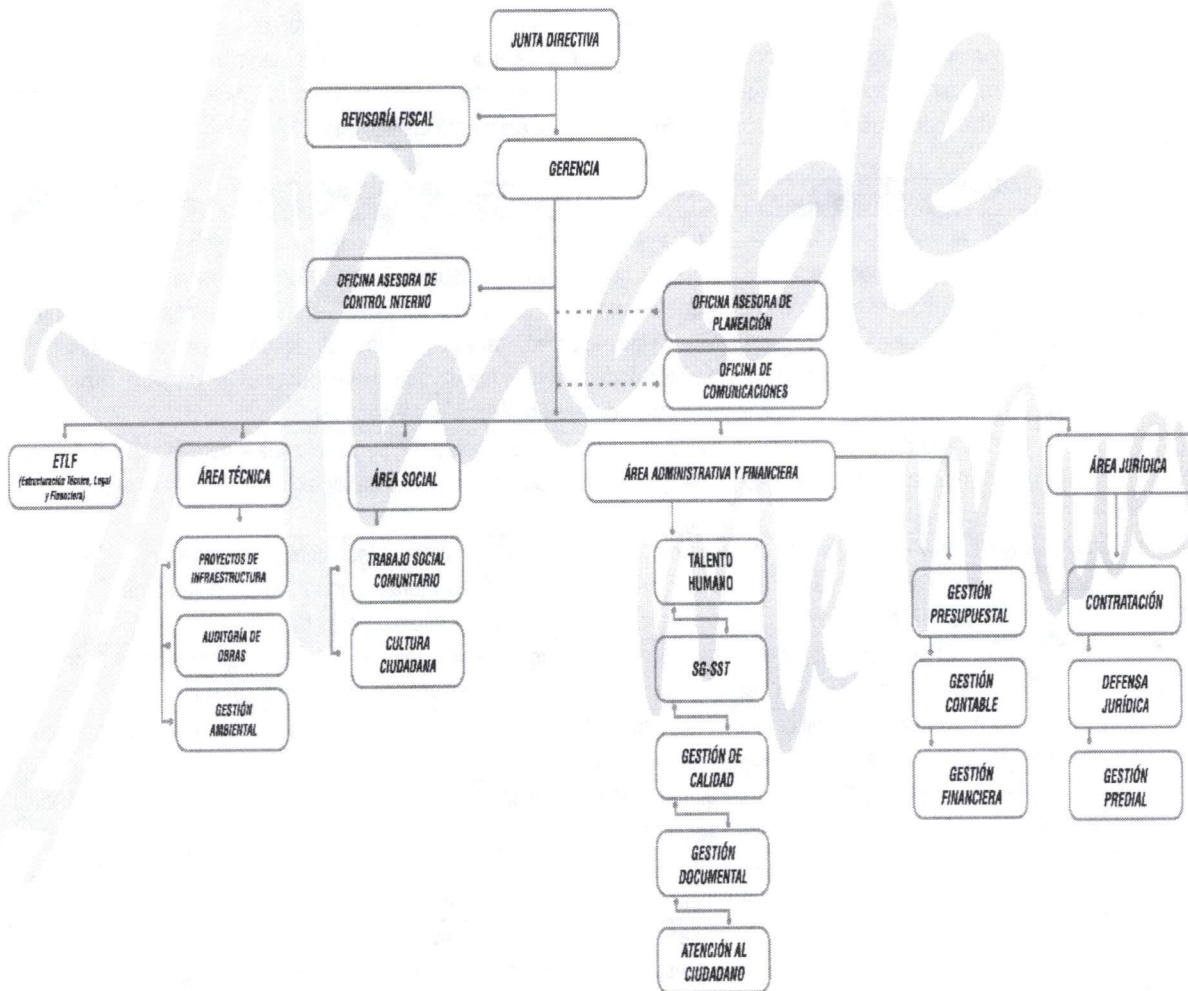 JUNTA DIRECTIVA
REVISORÍA FISCAL
GERENCIA
OFICINA ASESORA DE
CONTROL INTERNO
OFICINA ASESORA DE
PLANEACIÓN
OFICINA DE
COMUNICACIONES
ETLF
(Estructuración Técnica, Legal
y Financiera)
ÁREA TÉCNICA
ÁREA SOCIAL
ÁREA ADMINISTRATIVA Y FINANCIERA
ÁREA JURÍDICA
PROYECTOS DE
INFRAESTRUCTURA
AUDITORÍA DE
OBRAS
GESTIÓN
AMBIENTAL
TRABAJO SOCIAL
COMUNITARIO
CULTURA
CIUDADANA
TALENTO
HUMANO
SG-SST
GESTIÓN DE
CALIDAD
GESTIÓN
DOCUMENTAL
ATENCIÓN AL
CIUDADANO
GESTIÓN
PRESUPUESTAL
GESTIÓN
CONTABLE
GESTIÓN
FINANCIERA
CONTRATACIÓN
DEFENSA
JURÍDICA
GESTIÓN
PREDIAL
Amable
Me Muev